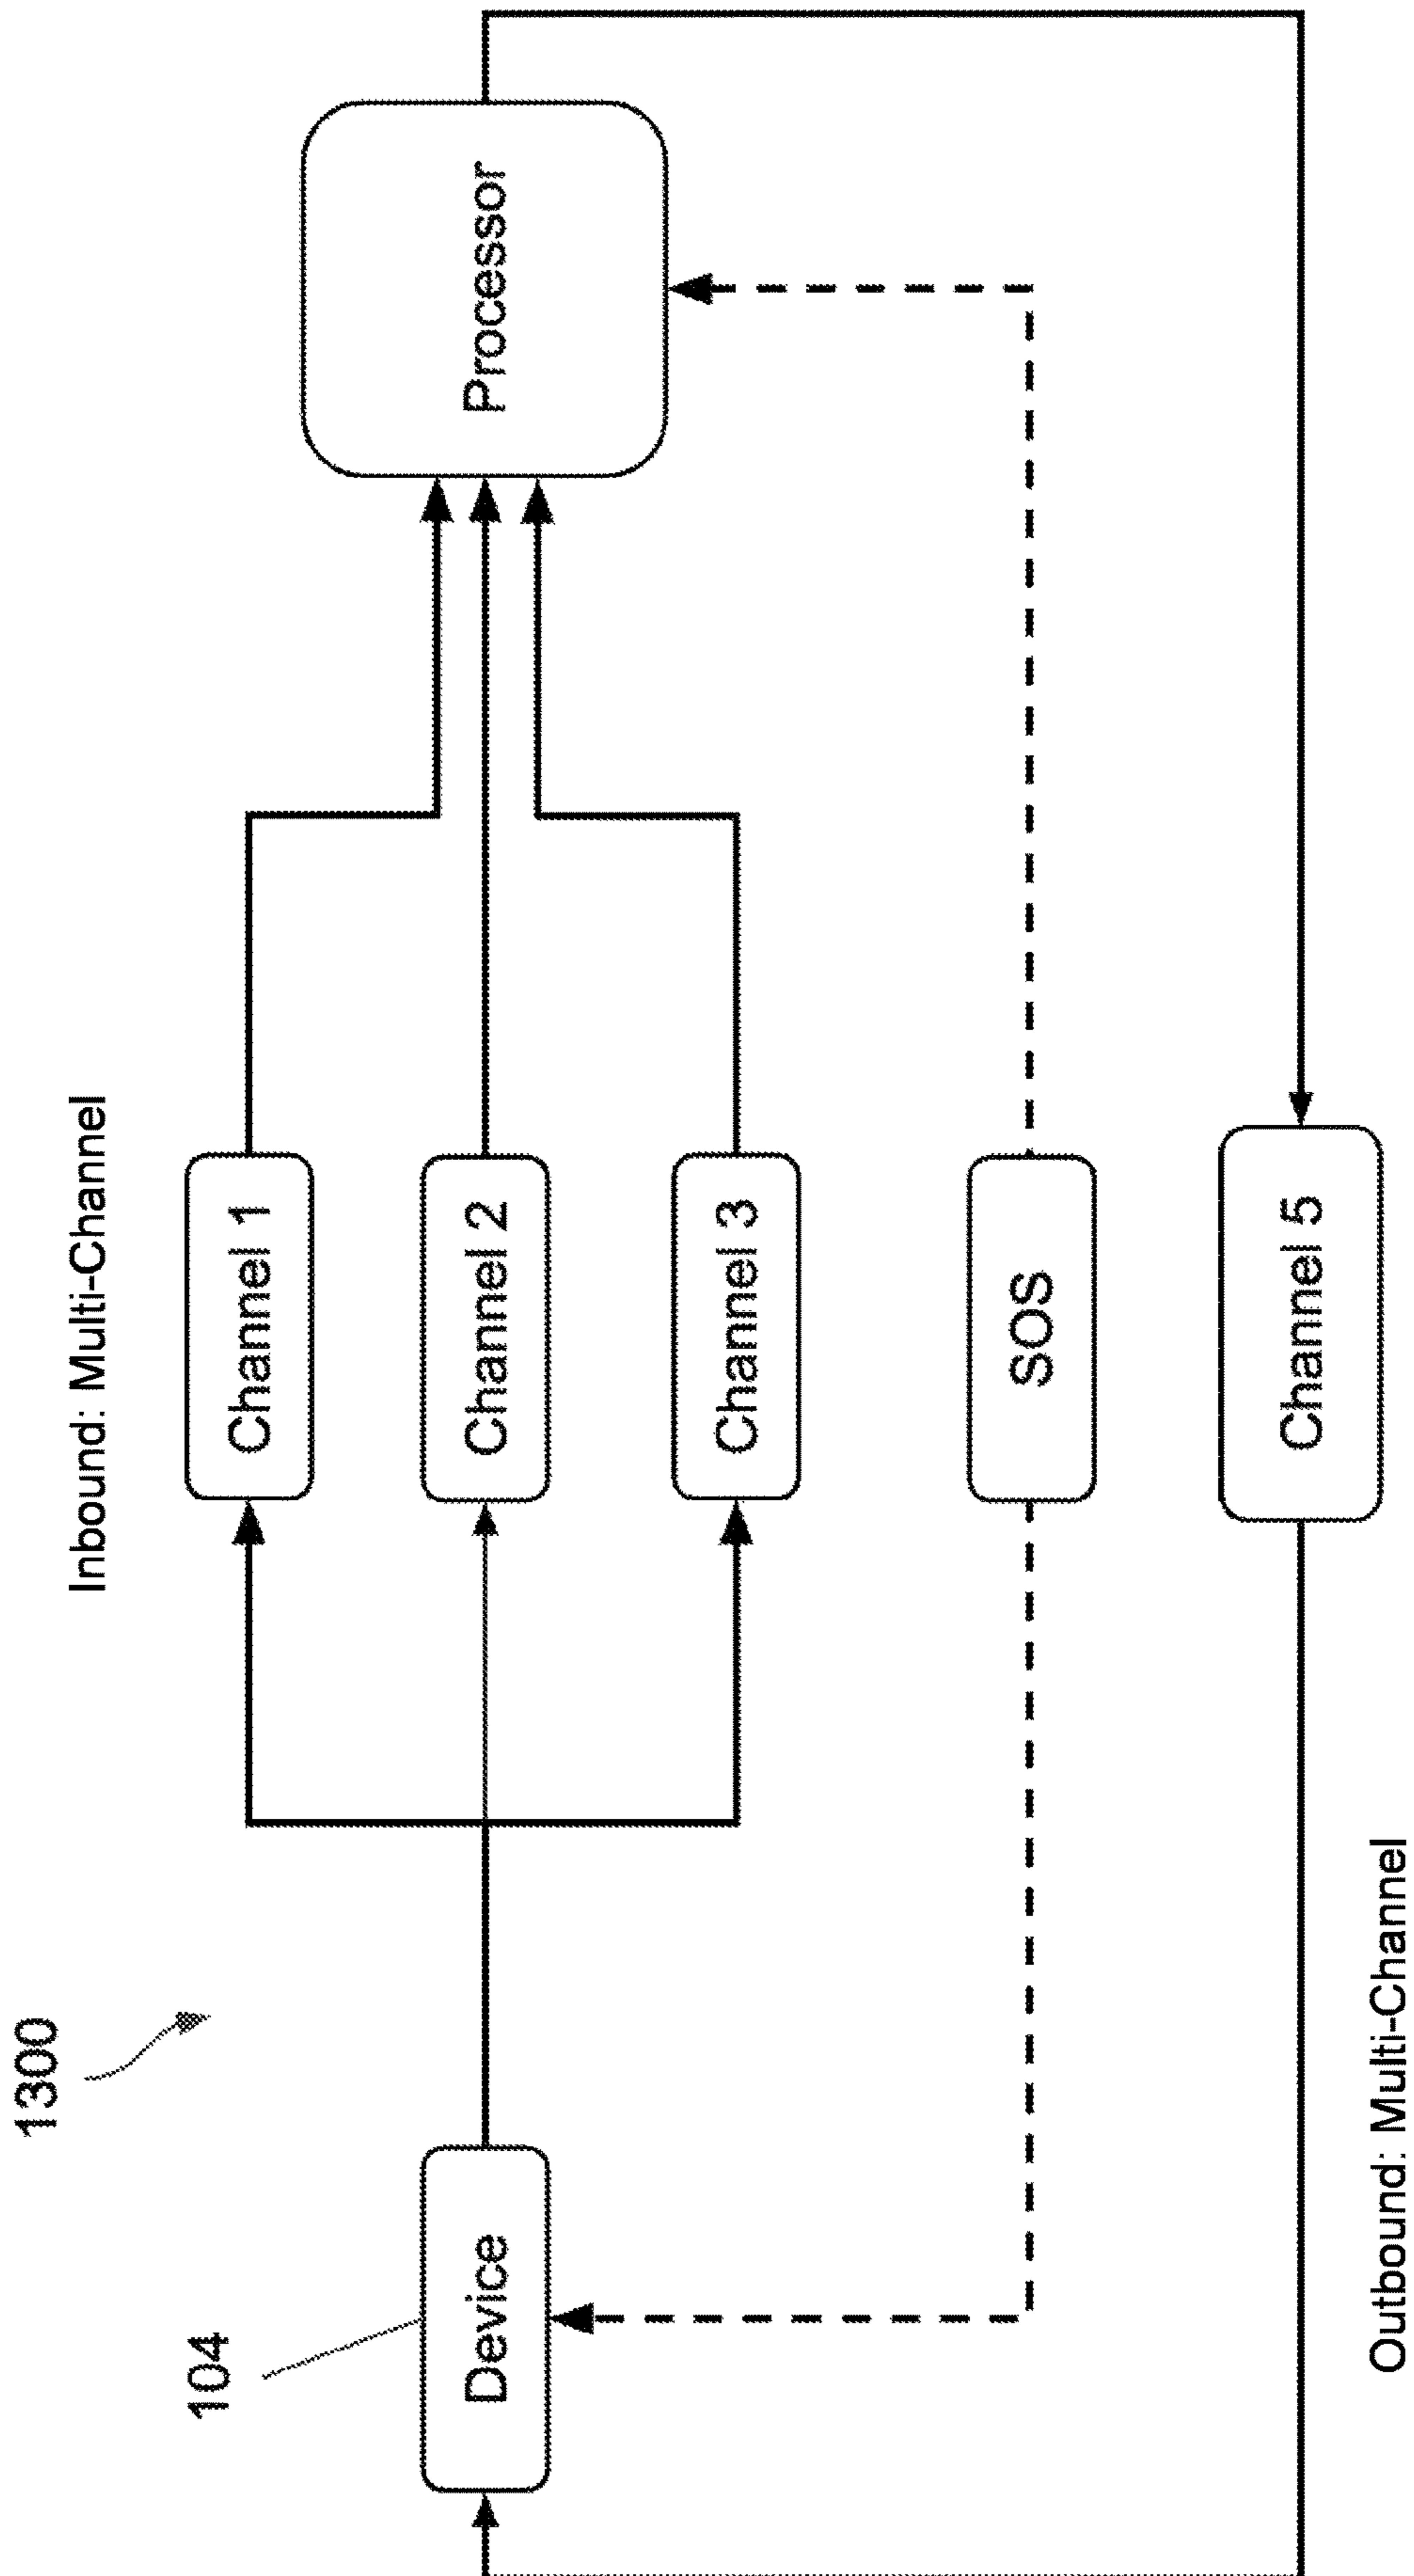 1300
Inbound: Multi-Channel
104
Device
Channel 1
Channel 2
Channel 3
Processor
SOS
Channel 5
Outbound: Multi-Channel